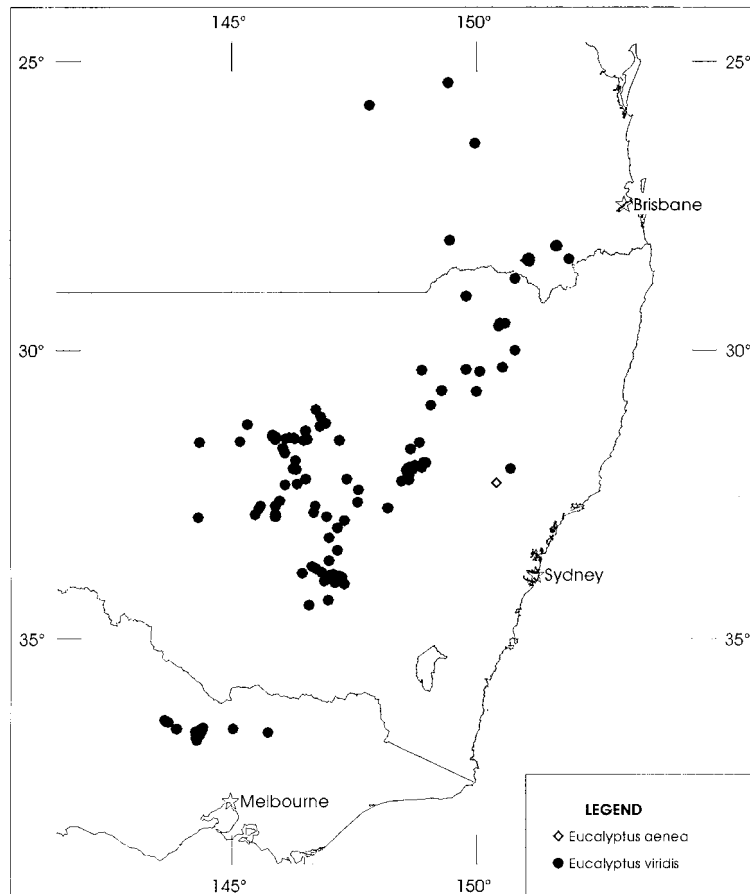 145° 150°
25° 25°
Brisbane
30° 30°
Sydney
35° 35°
Melbourne
LEGEND
Eucalyptus aenea
Eucalyptus viridis
145° 150°